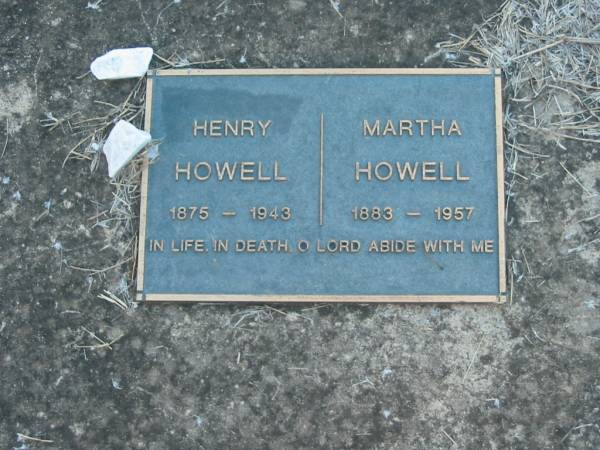 HENRY
HOWELL
1875 – 1943
MARTHA
HOWELL
1883 – 1957
IN LIFE, IN DEATH, O LORD ABIDE WITH ME